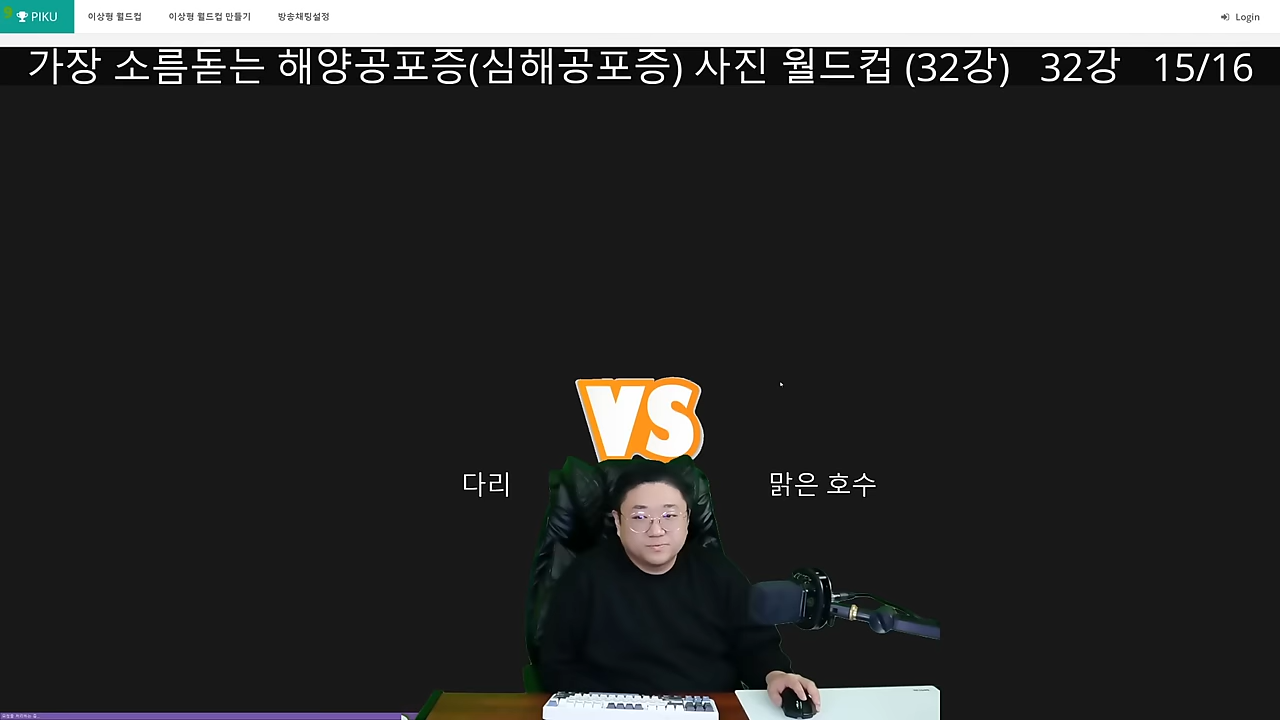 PIKU 이상형 월드컵 이상형 월드컵 만들기 방송채팅설정 Login
가장 소름돋는 해양공포증(심해공포증) 사진 월드컵 (32강) 32강 15/16
VS
다리 맑은 호수